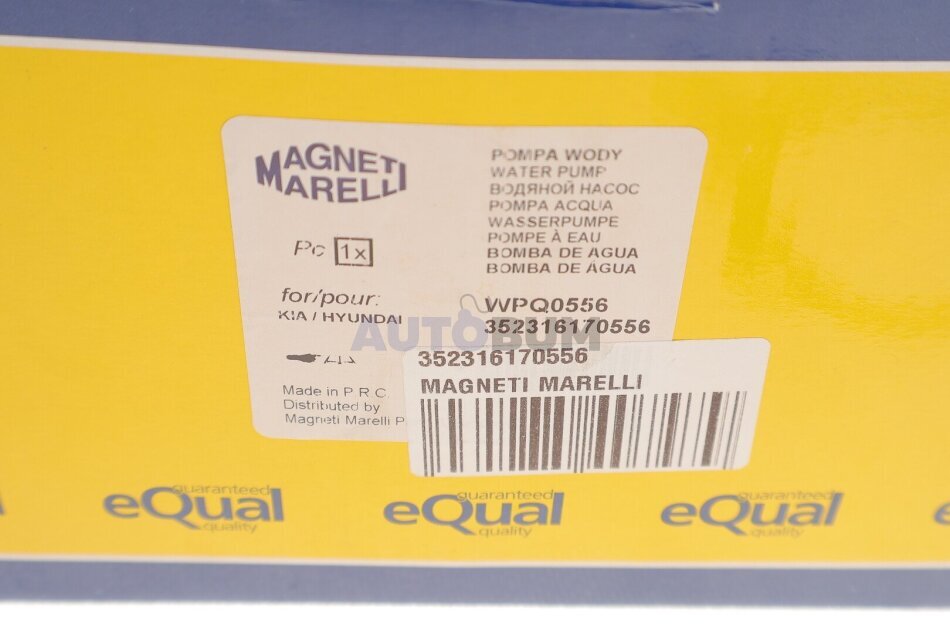 MAGNETI
MARELLI
Pc 1x
for/pour:
KIA / HYUNDAI
Made in P R C
Distributed by
Magneti Marelli P
POMPA WODY
WATER PUMP
ВОДЯНОЙ НАСОС
POMPA ACQUA
WASSERPUMPE
POMPE À EAU
BOMBA DE AGUA
BOMBA DE ÁGUA
WPQ0556
352316170556
AUTOBUM
352316170556
MAGNETI MARELLI
guaranteed
eQual
quality
guaranteed
eQual
quality
guaranteed
eQual
quality